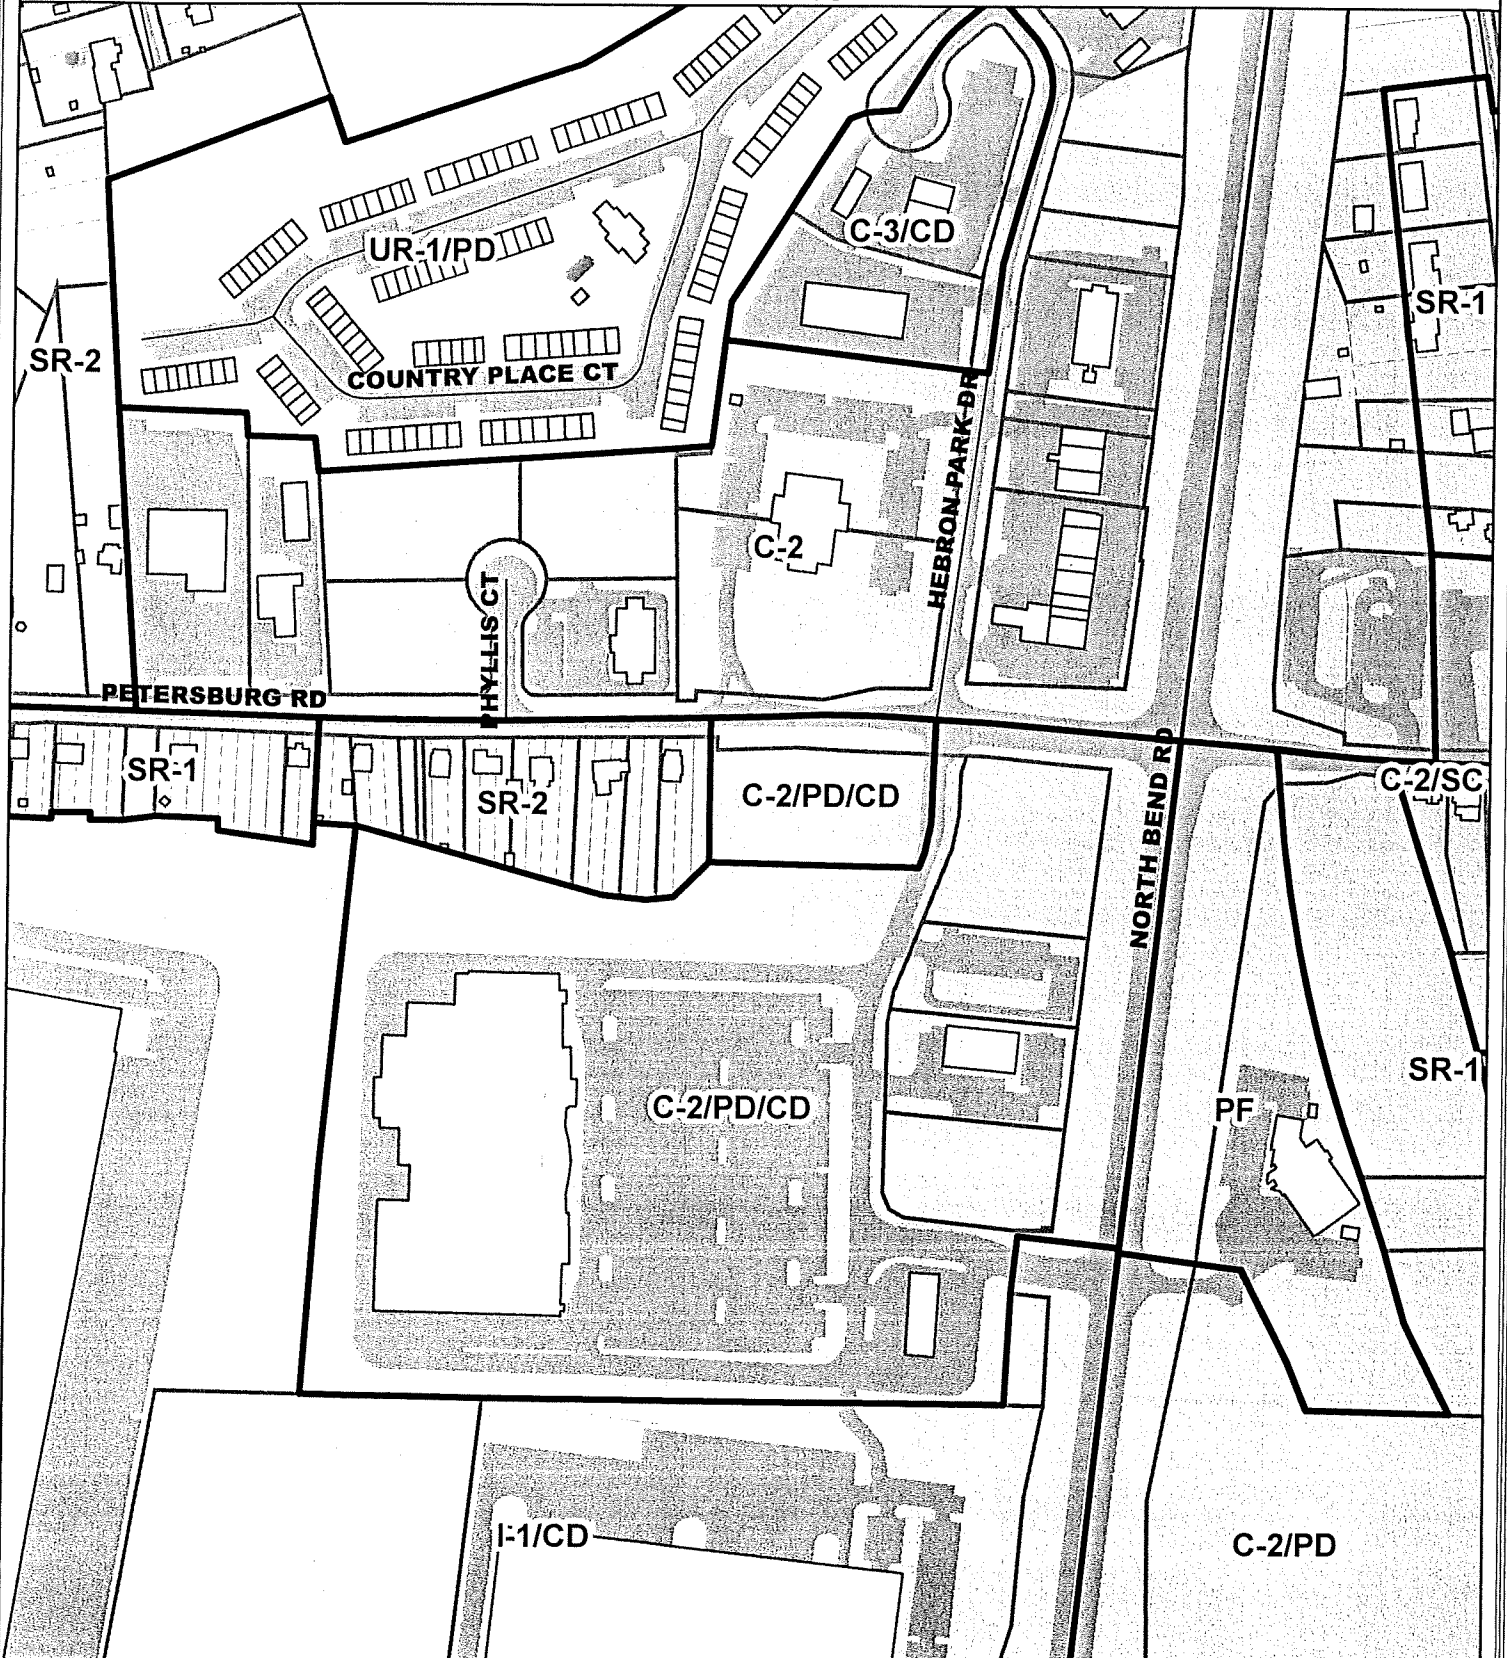 C-3/CD
UR-1/PD
SR-1
SR-2
COUNTRY PLACE CT
HEBRON PARK DR
C-2
PHYLLIS CT
PETERSBURG RD
SR-1
SR-2
C-2/PD/CD
C-2/SC
NORTH BEND RD
SR-1
C-2/PD/CD
PF
I-1/CD
C-2/PD